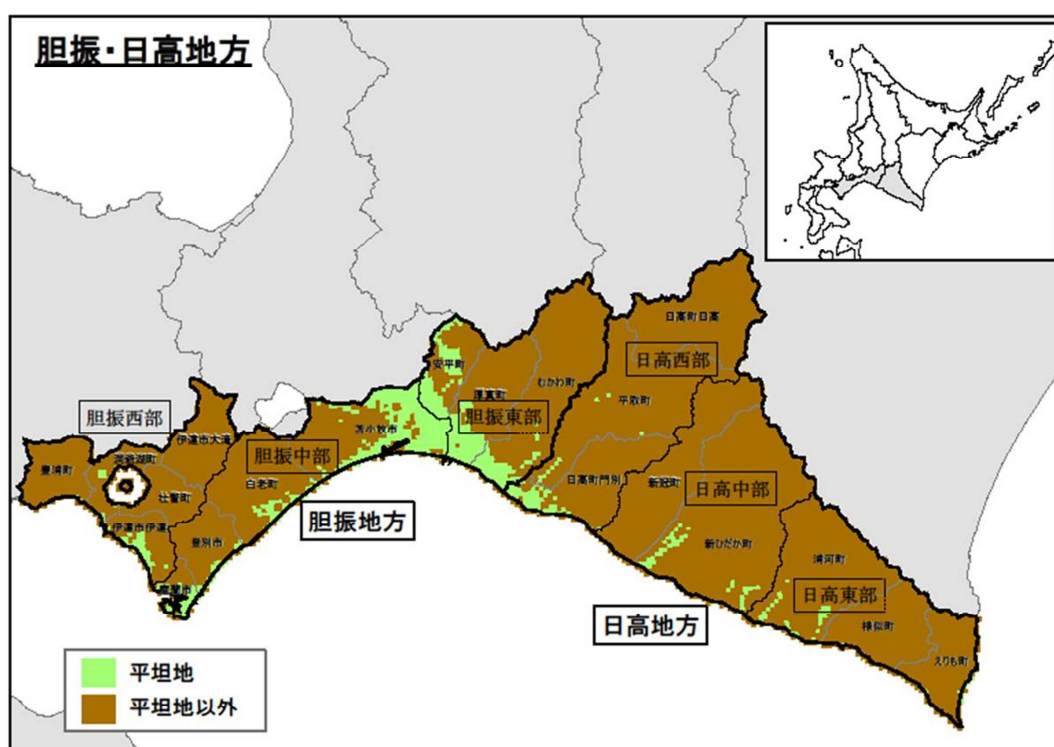 胆振・日高地方
日高町日高
日高西部
安平町
厚真町
むかわ町
平取町
胆振西部
伊達市大滝
胆振東部
苫小牧市
胆振中部
豊浦町
洞爺湖町
壮瞥町
白老町
日高町門別
新冠町
日高中部
胆振地方
伊達市伊達
登別市
新ひだか町
浦河町
室蘭市
日高東部
様似町
日高地方
えりも町
平坦地
平坦地以外